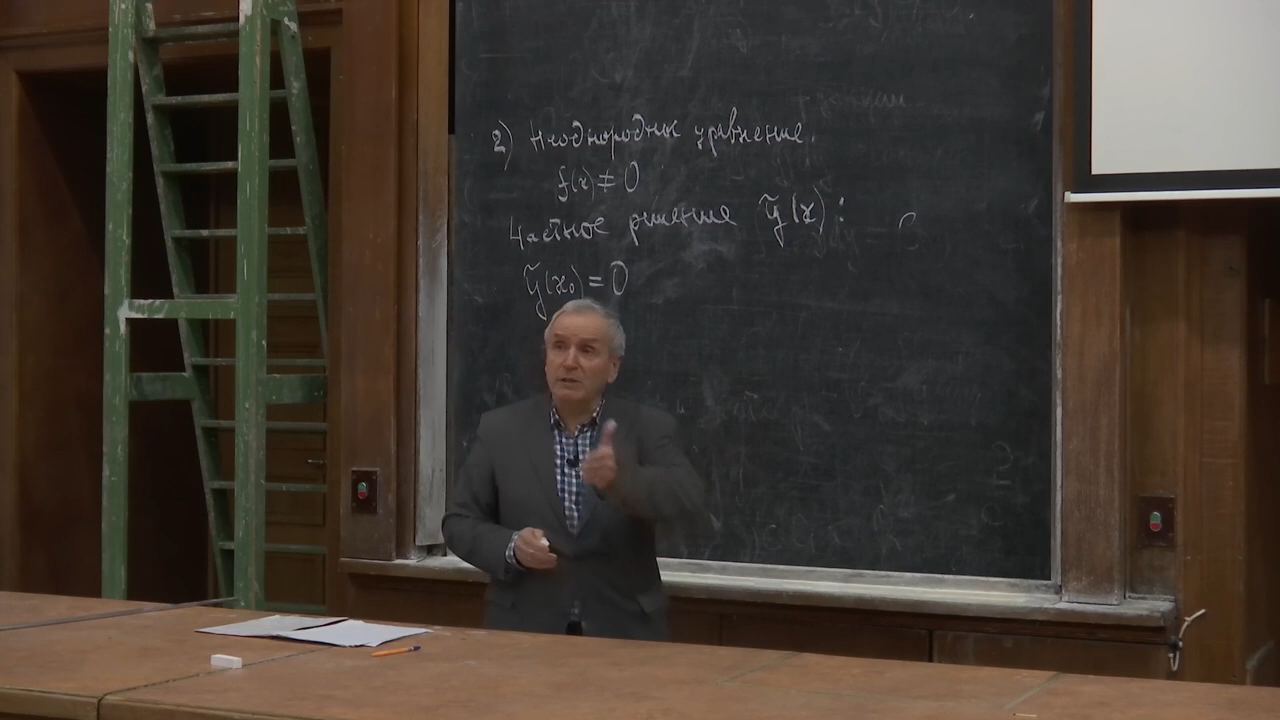 2) Неоднородное уравнение.
f(x) ≠ 0
Частное решение ỹ(x):
ỹ(x₀) = 0